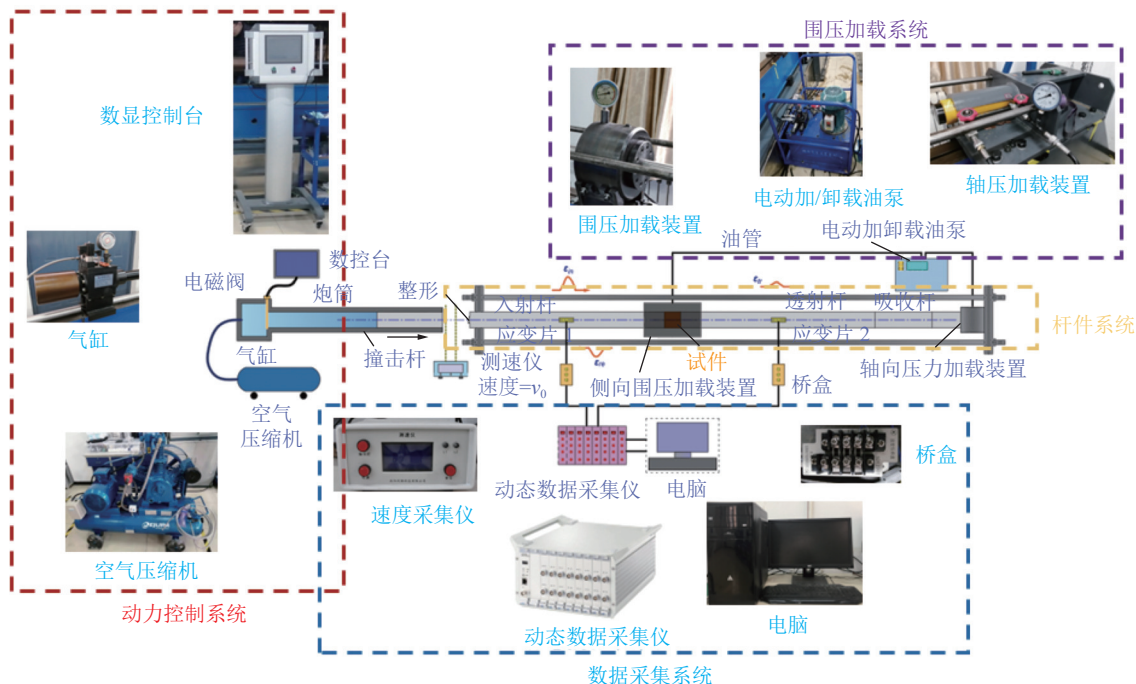 围压加载系统
数显控制台
围压加载装置
电动加/卸载油泵
轴压加载装置
油管
电动加卸载油泵
电磁阀
数控台
炮筒
整形
入射杆
透射杆
吸收杆
杆件系统
气缸
气缸
撞击杆
应变片 1
应变片 2
测速仪
速度=v₀
试件
侧向围压加载装置
桥盒
轴向压力加载装置
空气
压缩机
桥盒
动态数据采集仪
电脑
速度采集仪
空气压缩机
动力控制系统
动态数据采集仪
电脑
数据采集系统